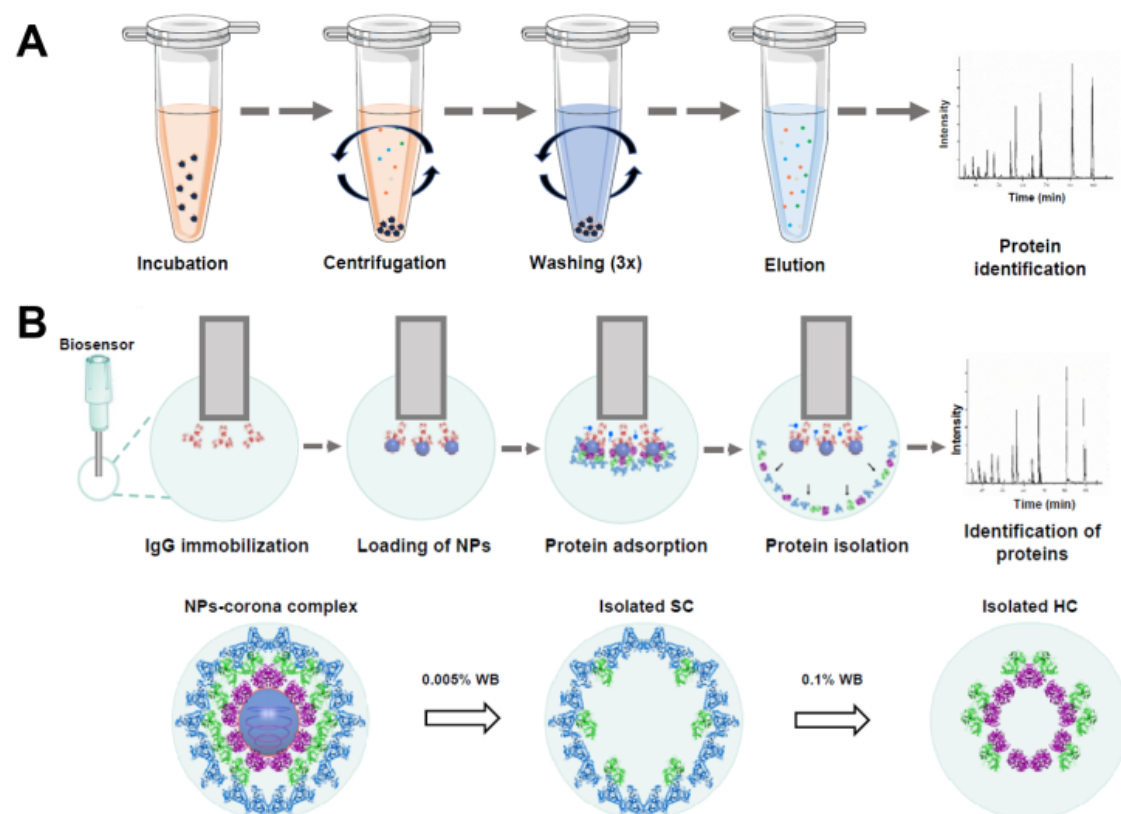 A
Incubation
Centrifugation
Washing (3x)
Elution
Intensity
Time (min)
Protein
identification
B
Biosensor
IgG immobilization
Loading of NPs
Protein adsorption
Protein isolation
Intensity
Time (min)
Identification of
proteins
NPs-corona complex
0.005% WB
Isolated SC
0.1% WB
Isolated HC